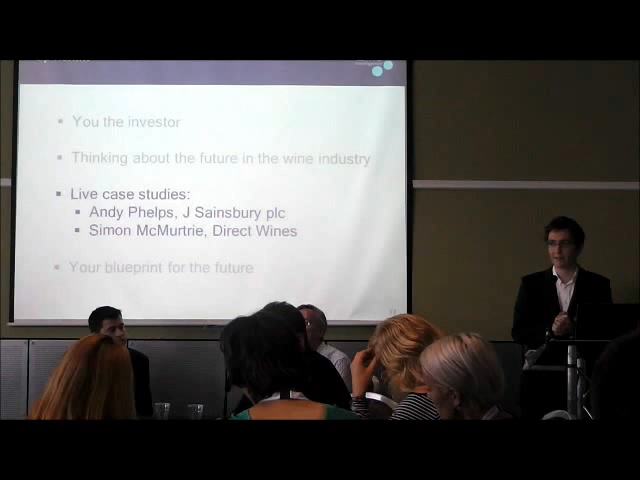 ▪ You the investor
▪ Thinking about the future in the wine industry
▪ Live case studies:
▪ Andy Phelps, J Sainsbury plc
▪ Simon McMurtrie, Direct Wines
▪ Your blueprint for the future